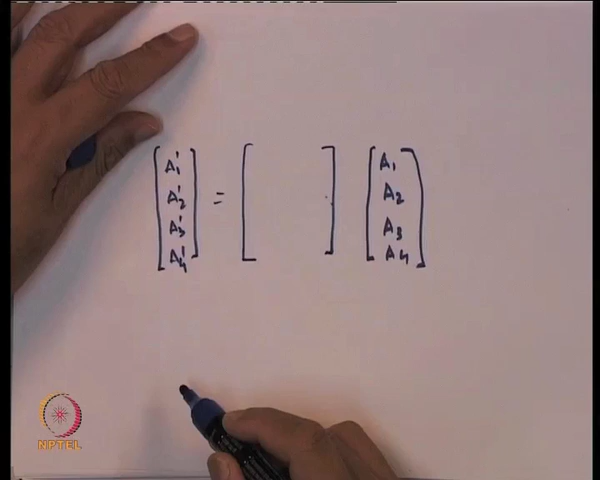 [A₁'] = [ ] [A₁]
[A₂'] [A₂]
[A₃'] [A₃]
[A₄'] [A₄]
NPTEL